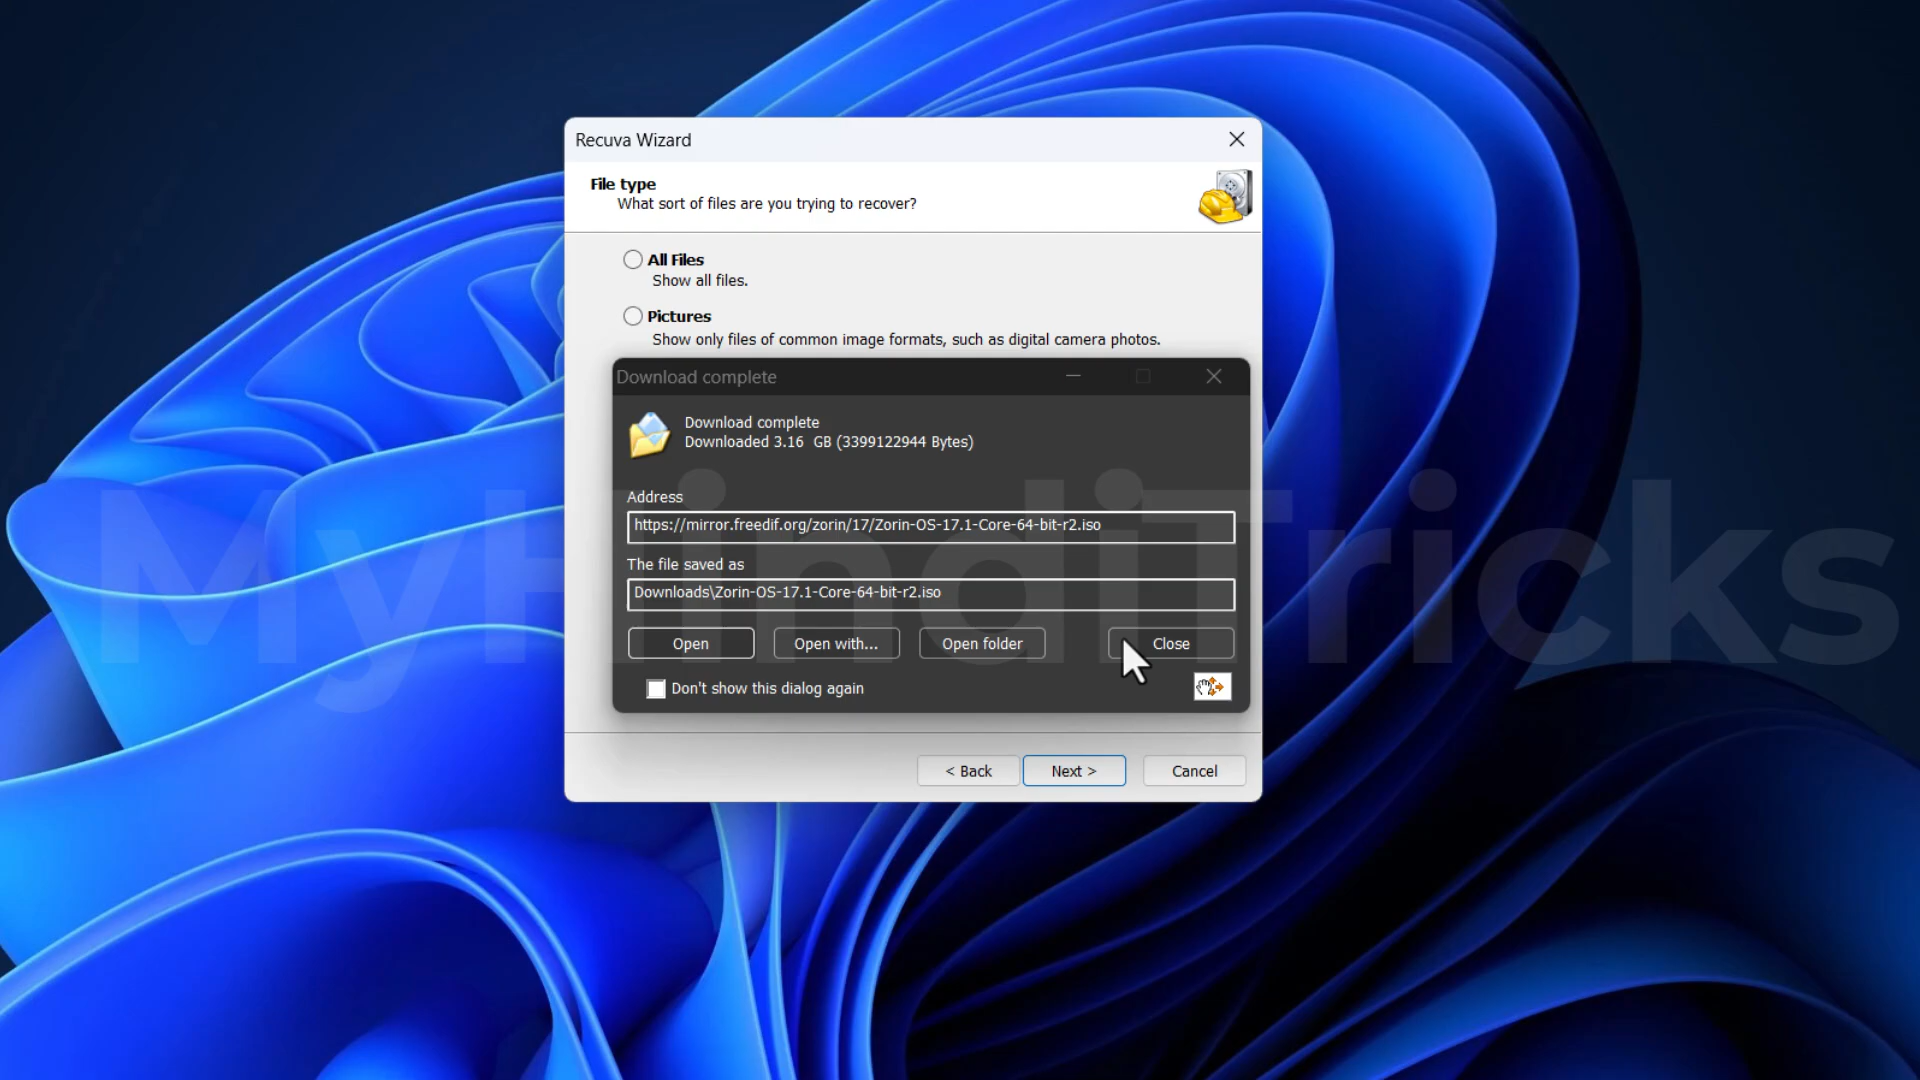 Recuva Wizard
File type
What sort of files are you trying to recover?
All Files
Show all files.
Pictures
Show only files of common image formats, such as digital camera photos.
Download complete
Download complete
Downloaded 3.16 GB (3399122944 Bytes)
Address
https://mirror.freedif.org/zorin/17/Zorin-OS-17.1-Core-64-bit-r2.iso
The file saved as
Downloads\Zorin-OS-17.1-Core-64-bit-r2.iso
MyHindiTricks
Open Open with... Open folder Close
Don't show this dialog again
< Back Next > Cancel